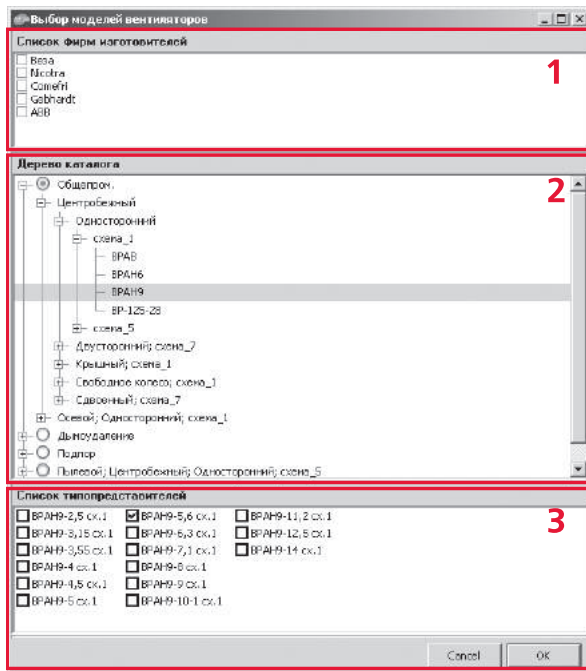 Выбор моделей вентиляторов
Список фирм изготовителей
1
Веза
Nicotra
Comefri
Gebhardt
ABB
Дерево каталога
2
Общепром.
Центробежный
Односторонний
схема_1
ВРАВ
ВРАН6
ВРАН9
ВР-125-28
схема_5
Двусторонний; схема_7
Крышный; схема_1
Свободное колесо; схема_1
Сдвоенный; схема_7
Осевой; Односторонний; схема_1
Дымоудаление
Подпор
Пылевой; Центробежный; Односторонний; схема_5
Список типопредставителей
3
ВРАН9-2,5 сх.1 ВРАН9-5,6 сх.1 ВРАН9-11,2 сх.1
ВРАН9-3,15 сх.1 ВРАН9-6,3 сх.1 ВРАН9-12,5 сх.1
ВРАН9-3,55 сх.1 ВРАН9-7,1 сх.1 ВРАН9-14 сх.1
ВРАН9-4 сх.1 ВРАН9-8 сх.1
ВРАН9-4,5 сх.1 ВРАН9-9 сх.1
ВРАН9-5 сх.1 ВРАН9-10-1 сх.1
Cancel OK